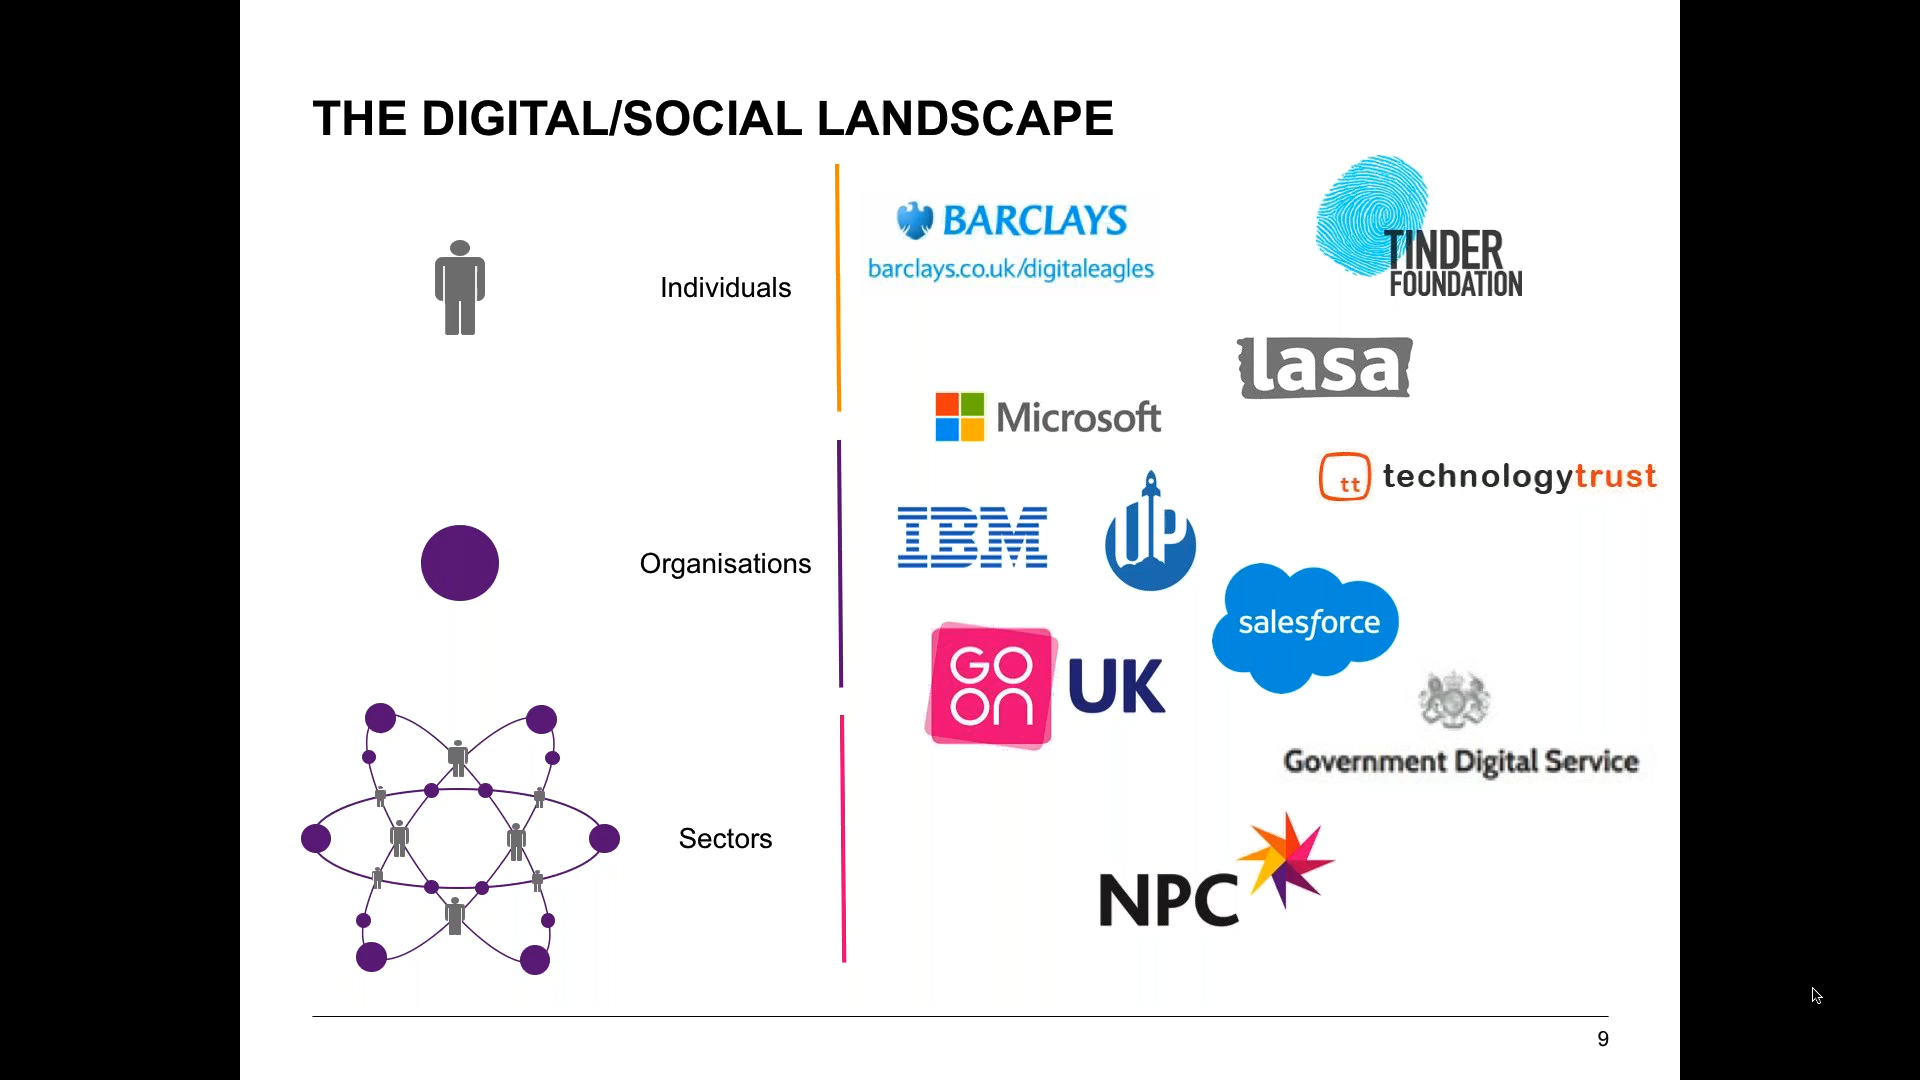 THE DIGITAL/SOCIAL LANDSCAPE
Individuals
BARCLAYS
barclays.co.uk/digitaleagles
TINDER
FOUNDATION
lasa
Microsoft
Organisations
tt technologytrust
IBM
UP
salesforce
GO
ON
UK
Government Digital Service
Sectors
NPC
9